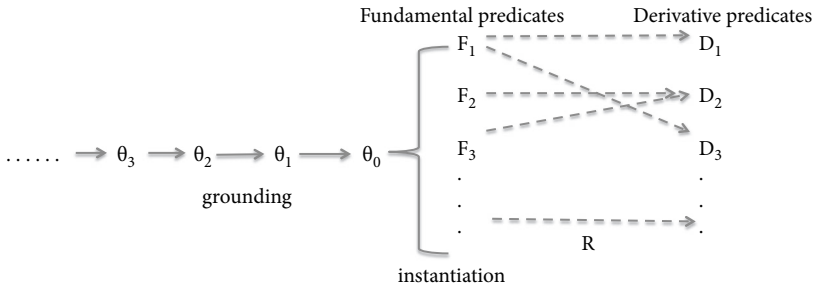 Fundamental predicates Derivative predicates
F₁ D₁
F₂ D₂
...... θ₃ θ₂ θ₁ θ₀ F₃ D₃
grounding
. .
. .
. .
R
instantiation